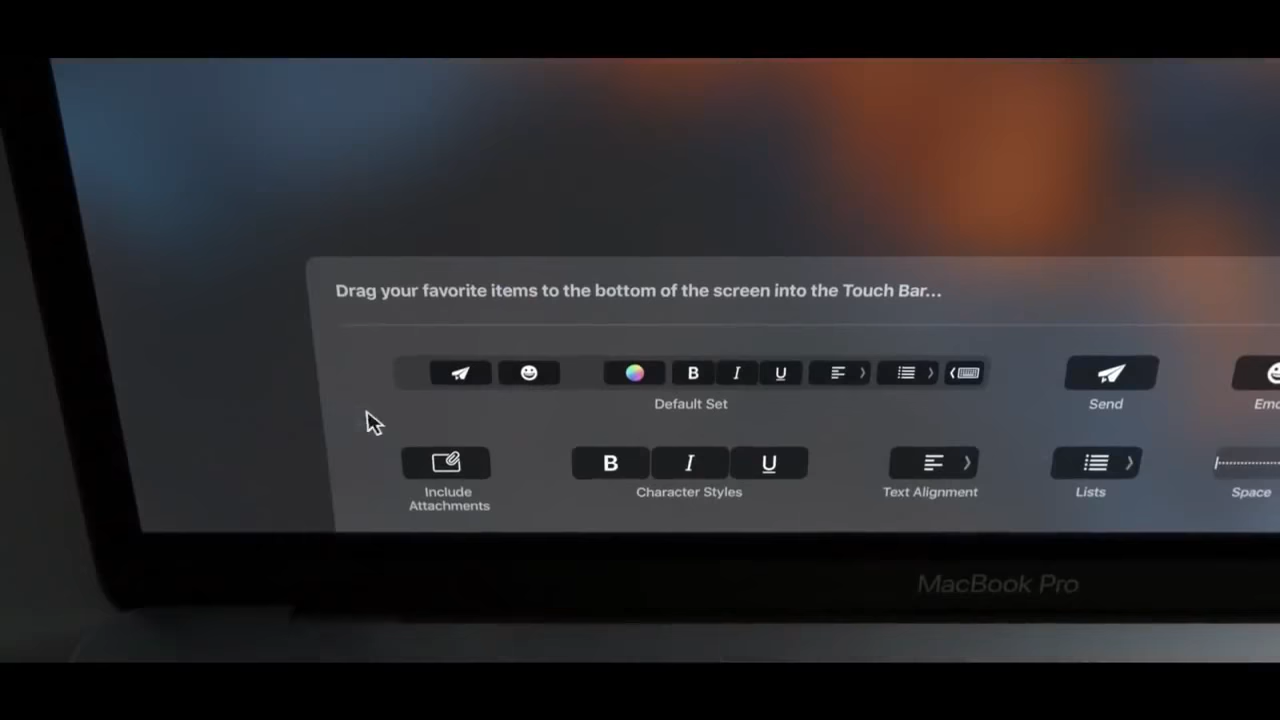 Drag your favorite items to the bottom of the screen into the Touch Bar...
B I U
Default Set
Send
Emo
B I U
Include
Attachments
Character Styles
Text Alignment
Lists
Space
MacBook Pro